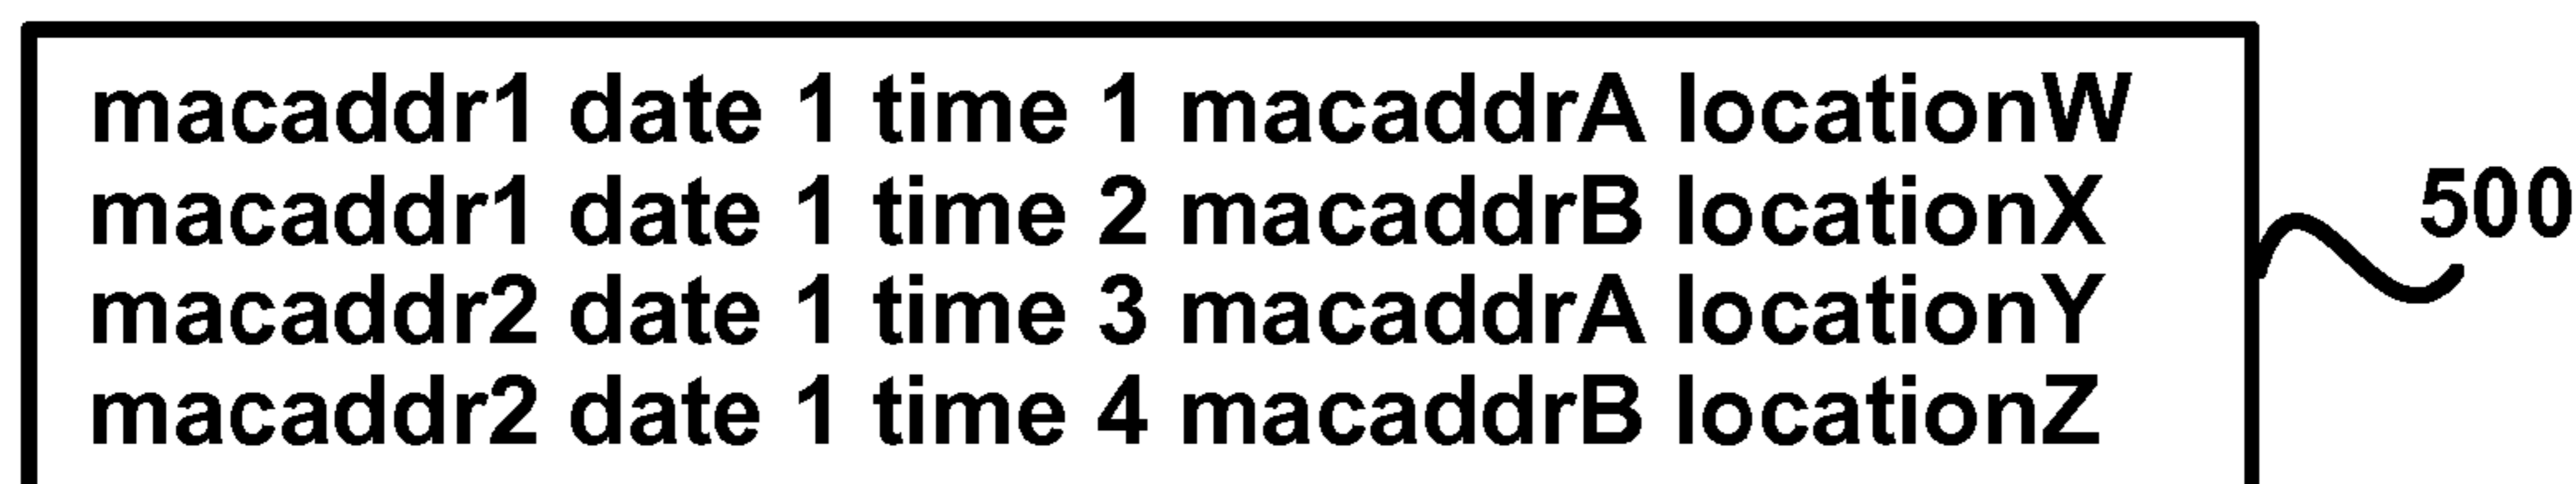 macaddr1 date 1 time 1 macaddrA locationW
macaddr1 date 1 time 2 macaddrB locationX
macaddr2 date 1 time 3 macaddrA locationY
macaddr2 date 1 time 4 macaddrB locationZ
500